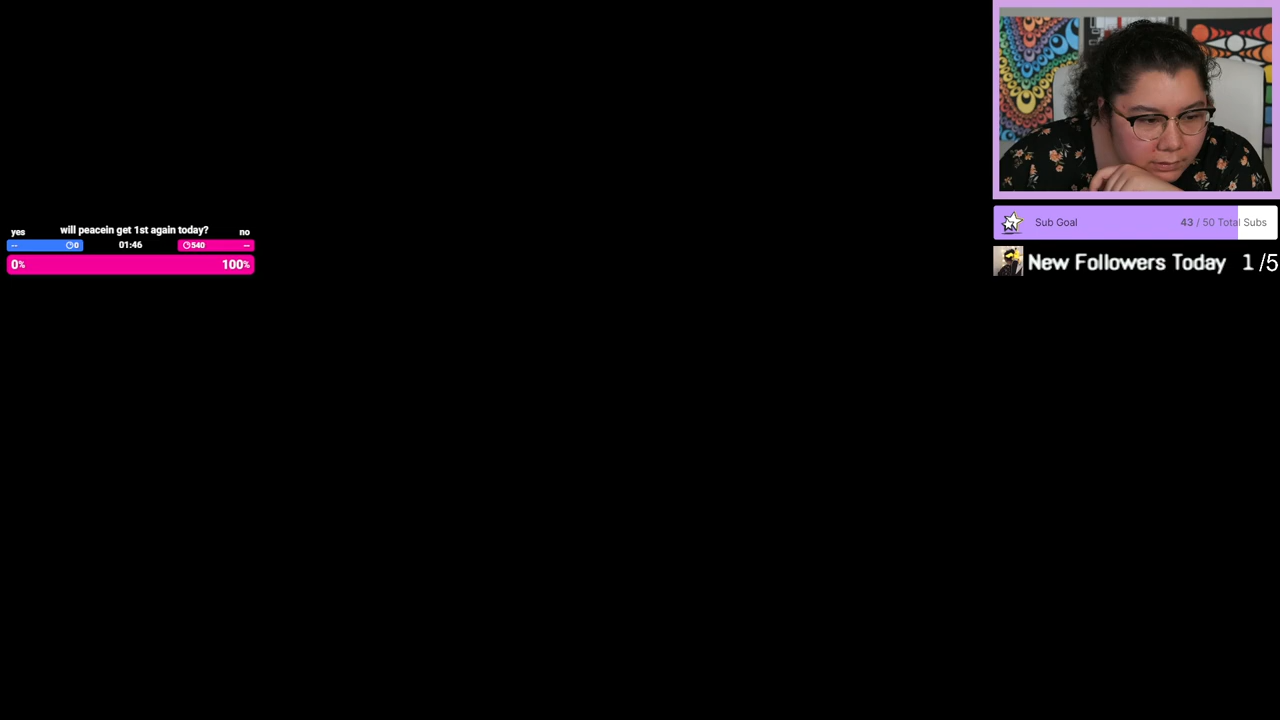 yes will peacein get 1st again today? no
-- 0 01:46 540 --
0% 100%
Sub Goal 43 / 50 Total Subs
New Followers Today 1 /5